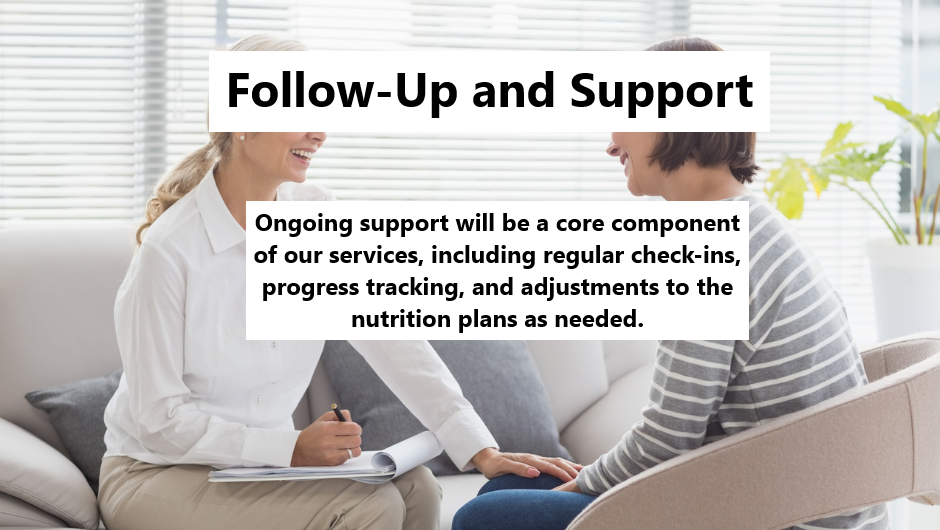 Follow-Up and Support
Ongoing support will be a core component
of our services, including regular check-ins,
progress tracking, and adjustments to the
nutrition plans as needed.